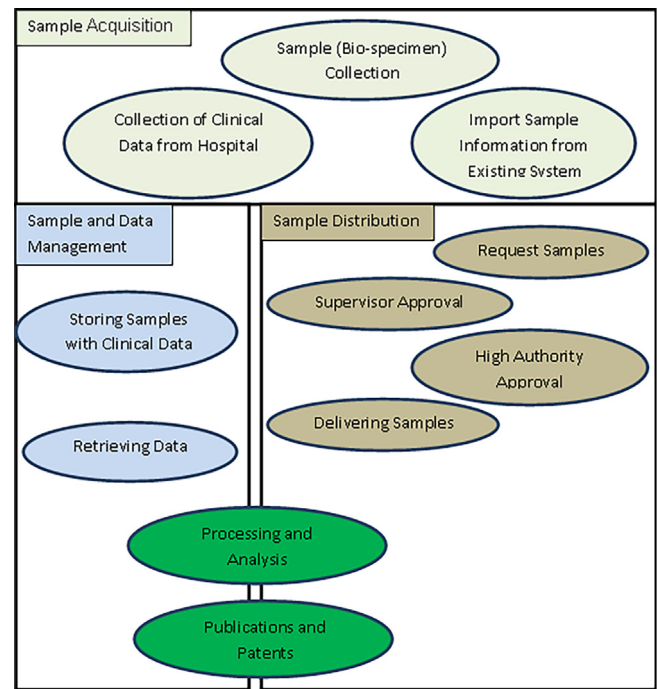 Sample Acquisition
Sample (Bio-specimen)
Collection
Collection of Clinical
Data from Hospital
Import Sample
Information from
Existing System
Sample and Data
Management
Storing Samples
with Clinical Data
Retrieving Data
Sample Distribution
Request Samples
Supervisor Approval
High Authority
Approval
Delivering Samples
Processing and
Analysis
Publications and
Patents